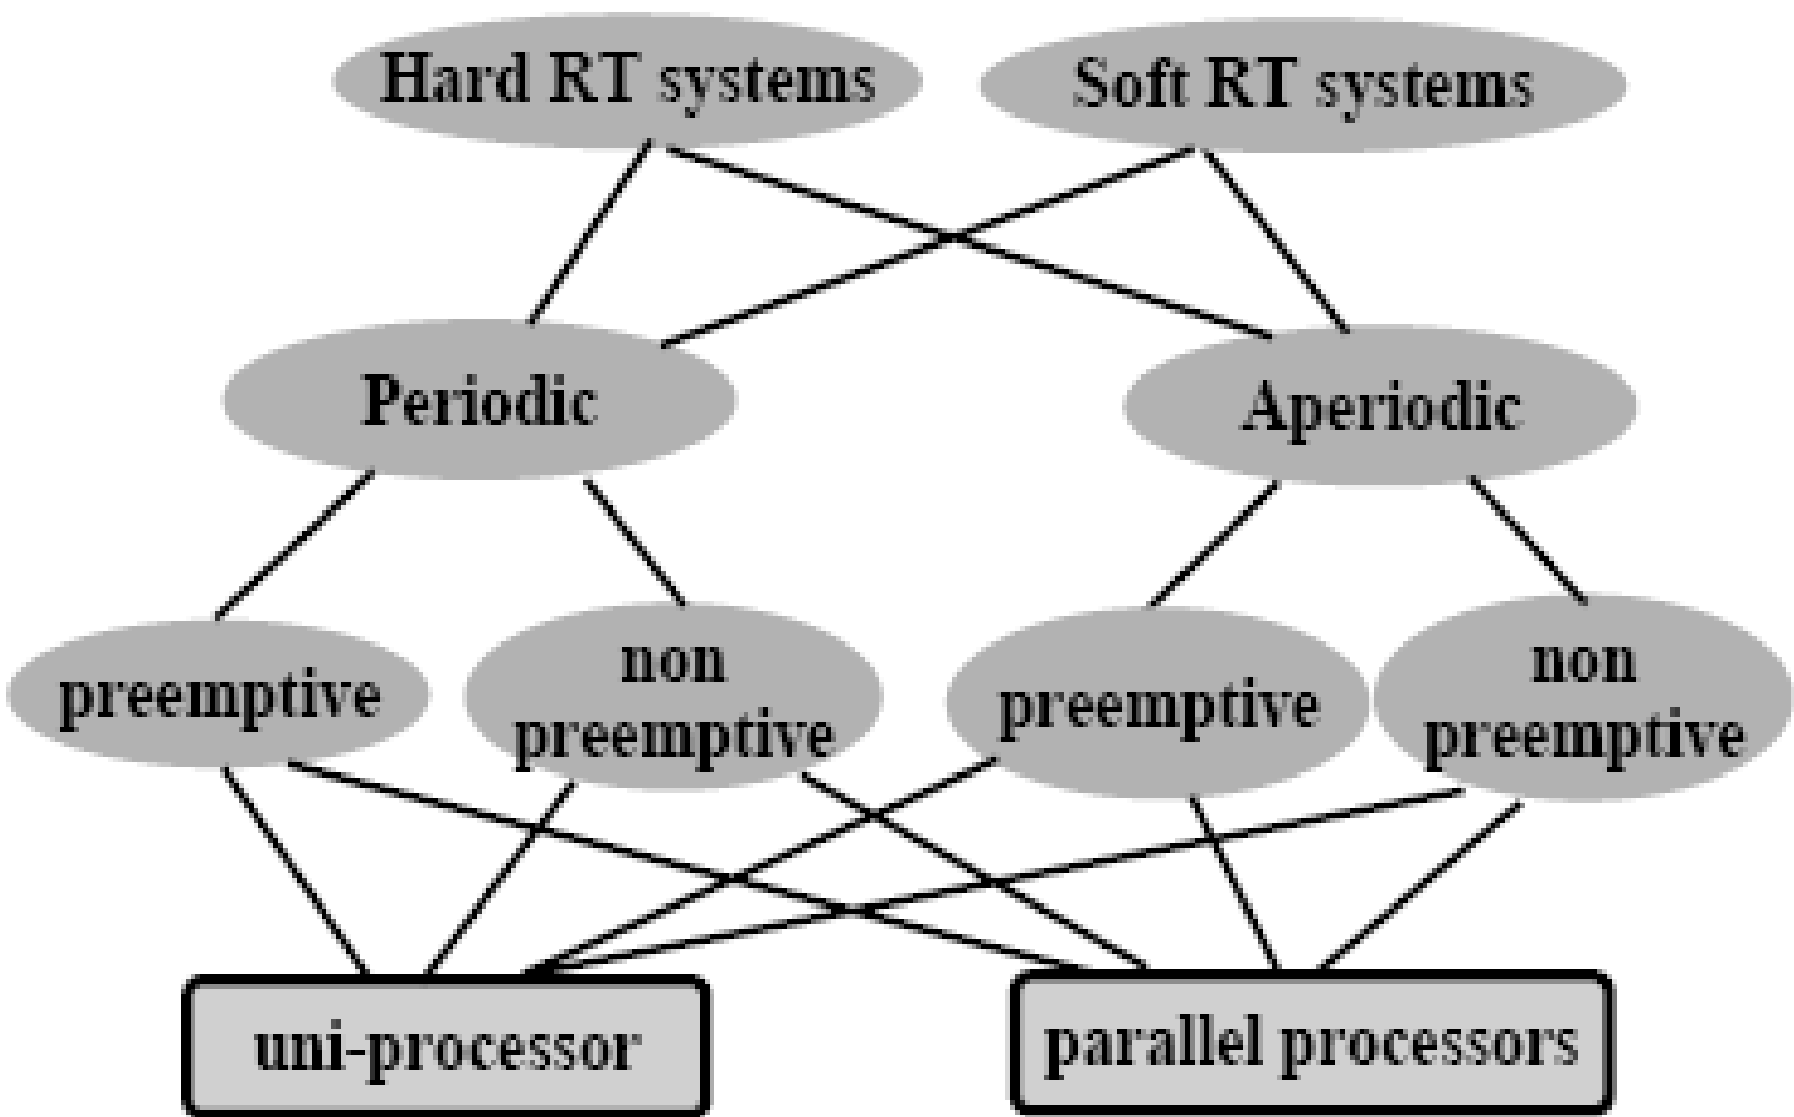 Hard RT systems
Soft RT systems
Periodic
Aperiodic
preemptive
non
preemptive
preemptive
non
preemptive
uni-processor
parallel processors